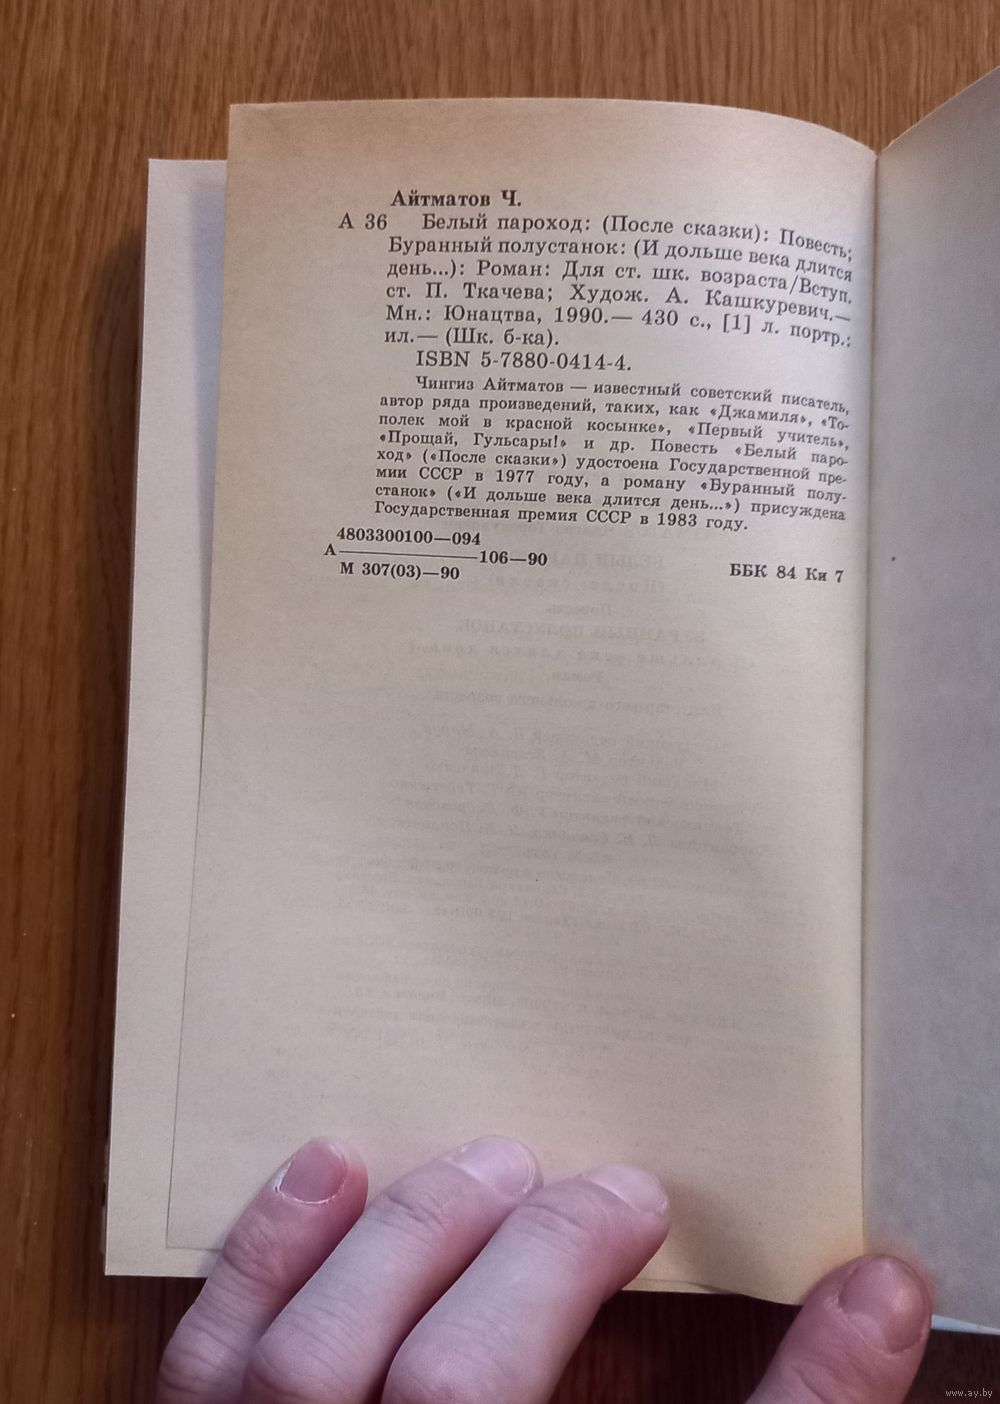 Айтматов Ч.
А 36 Белый пароход: (После сказки): Повесть;
Буранный полустанок: (И дольше века длится
день...): Роман: Для ст. шк. возраста/Вступ.
ст. П. Ткачева; Худож. А. Кашкуревич.—
Мн.: Юнацтва, 1990.— 430 с., [1] л. портр.:
ил.— (Шк. б-ка).
ISBN 5-7880-0414-4.
Чингиз Айтматов — известный советский писатель,
автор ряда произведений, таких, как «Джамиля», «То-
полек мой в красной косынке», «Первый учитель»,
«Прощай, Гульсары!» и др. Повесть «Белый паро-
ход» («После сказки») удостоена Государственной пре-
мии СССР в 1977 году, а роману «Буранный полу-
станок» («И дольше века длится день...») присуждена
Государственная премия СССР в 1983 году.
4803300100—094
А————106—90
М 307(03)—90
ББК 84 Ки 7
www.ay.by